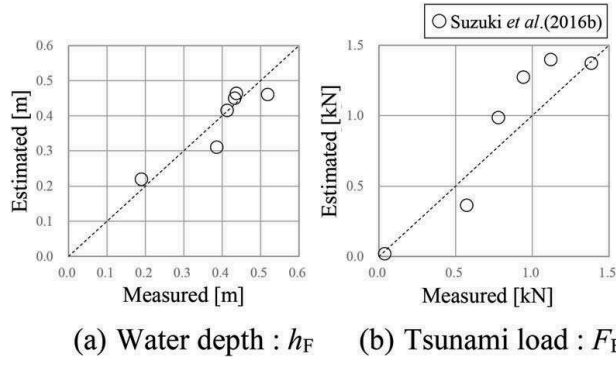 Suzuki et al.(2016b)
0.6
0.5
0.4
0.3
0.2
0.1
0.0
Estimated [m]
0.0 0.1 0.2 0.3 0.4 0.5 0.6
Measured [m]
(a) Water depth : hF
1.5
1.0
0.5
0.0
Estimated [kN]
0.0 0.5 1.0 1.5
Measured [kN]
(b) Tsunami load : F